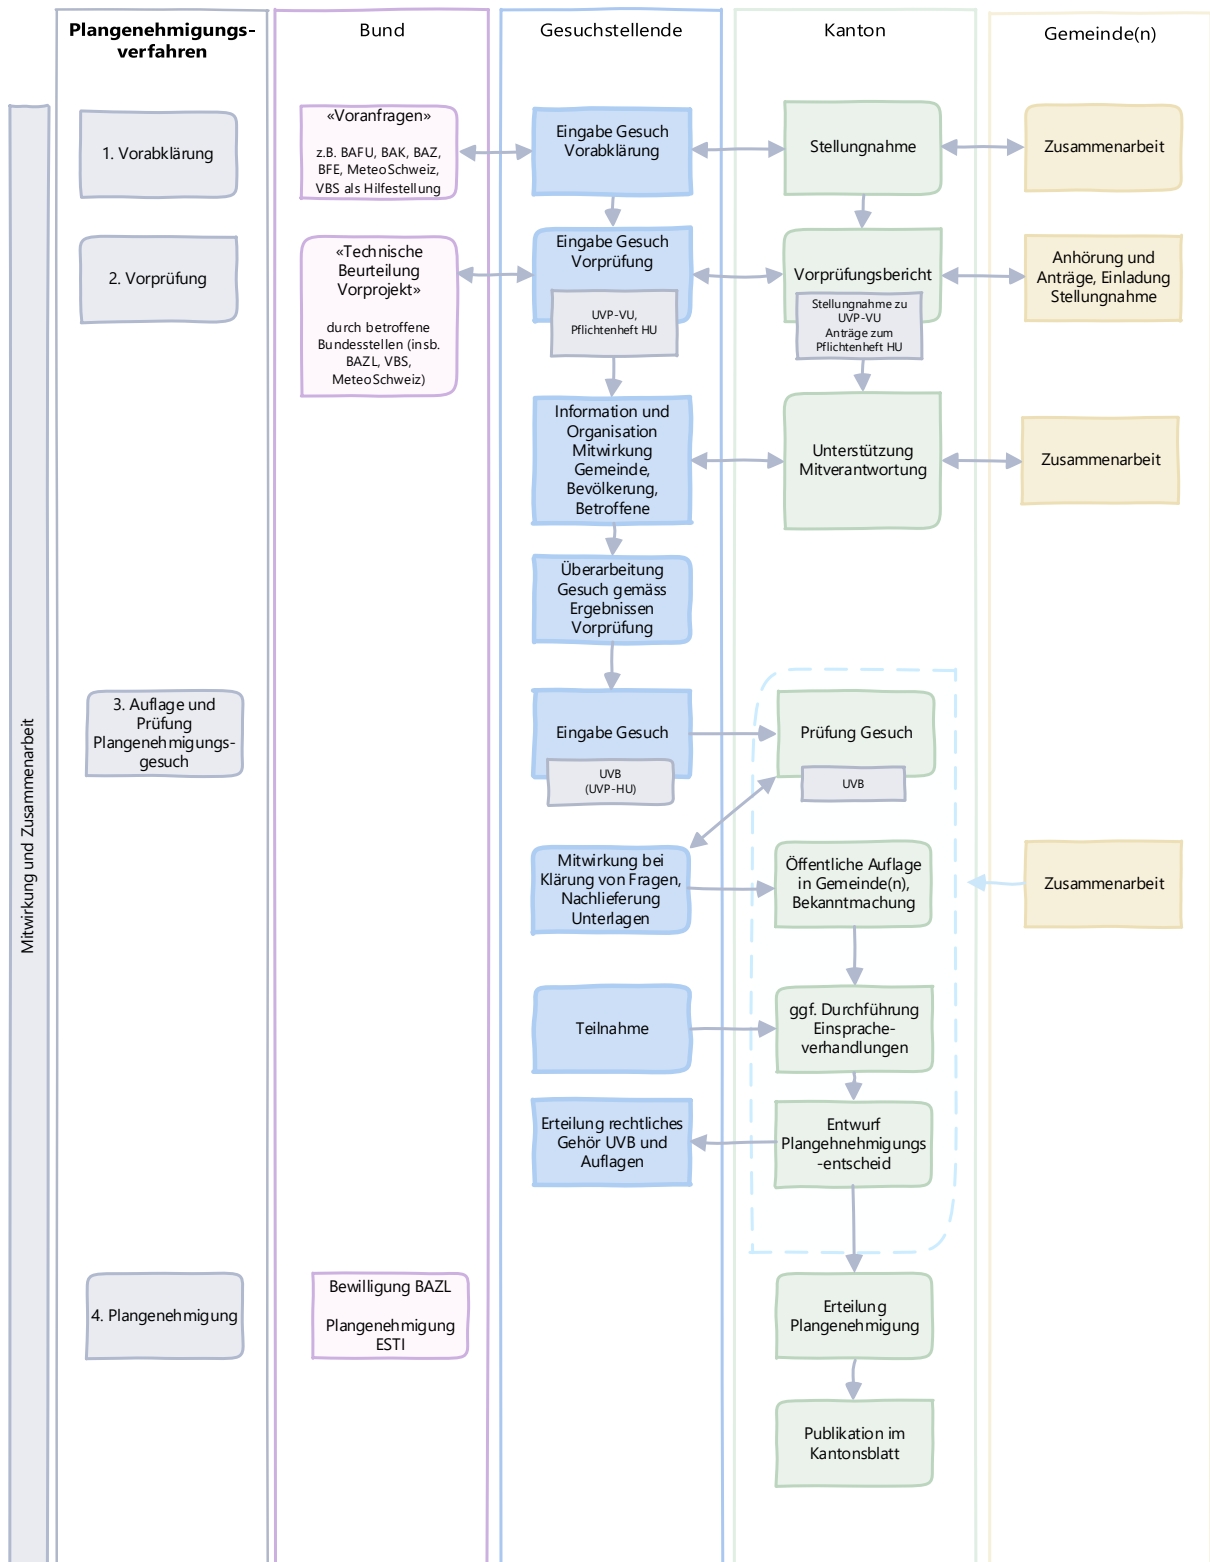 Plangenehmigungs-
verfahren
Bund
Gesuchstellende
Kanton
Gemeinde(n)
Mitwirkung und Zusammenarbeit
1. Vorabklärung
«Voranfragen»
z.B. BAFU, BAK, BAZ,
BFE, MeteoSchweiz,
VBS als Hilfestellung
Eingabe Gesuch
Vorabklärung
Stellungnahme
Zusammenarbeit
2. Vorprüfung
«Technische
Beurteilung
Vorprojekt»
durch betroffene
Bundesstellen (insb.
BAZL, VBS,
MeteoSchweiz)
Eingabe Gesuch
Vorprüfung
UVP-VU,
Pflichtenheft HU
Vorprüfungsbericht
Stellungnahme zu
UVP-VU
Anträge zum
Pflichtenheft HU
Anhörung und
Anträge, Einladung
Stellungnahme
Information und
Organisation
Mitwirkung
Gemeinde,
Bevölkerung,
Betroffene
Unterstützung
Mitverantwortung
Zusammenarbeit
Überarbeitung
Gesuch gemäss
Ergebnissen
Vorprüfung
3. Auflage und
Prüfung
Plangenehmigungs-
gesuch
Eingabe Gesuch
UVB
(UVP-HU)
Prüfung Gesuch
UVB
Mitwirkung bei
Klärung von Fragen,
Nachlieferung
Unterlagen
Öffentliche Auflage
in Gemeinde(n),
Bekanntmachung
Zusammenarbeit
Teilnahme
ggf. Durchführung
Einsprache-
verhandlungen
Erteilung rechtliches
Gehör UVB und
Auflagen
Entwurf
Plangehnehmigungs
-entscheid
4. Plangenehmigung
Bewilligung BAZL
Plangenehmigung
ESTI
Erteilung
Plangenehmigung
Publikation im
Kantonsblatt